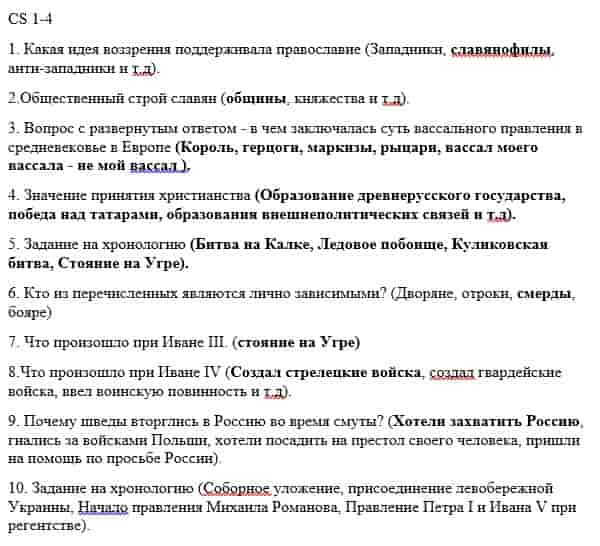 CS 1-4
1. Какая идея воззрения поддерживала православие (Западники, славянофилы,
анти-западники и т.д).
2.Общественный строй славян (общины, княжества и т.д).
3. Вопрос с развернутым ответом - в чем заключалась суть вассального правления в
средневековье в Европе (Король, герцоги, маркизы, рыцари, вассал моего
вассала - не мой вассал ).
4. Значение принятия христианства (Образование древнерусского государства,
победа над татарами, образования внешнеполитических связей и т.д).
5. Задание на хронологию (Битва на Калке, Ледовое побоище, Куликовская
битва, Стояние на Угре).
6. Кто из перечисленных являются лично зависимыми? (Дворяне, отроки, смерды,
бояре)
7. Что произошло при Иване III. (стояние на Угре)
8.Что произошло при Иване IV (Создал стрелецкие войска, создал гвардейские
войска, ввел воинскую повинность и т.д).
9. Почему шведы вторглись в Россию во время смуты? (Хотели захватить Россию,
гнались за войсками Польши, хотели посадить на престол своего человека, пришли
на помощь по просьбе России).
10. Задание на хронологию (Соборное уложение, присоединение левобережной
Украины, Начало правления Михаила Романова, Правление Петра I и Ивана V при
регентстве).